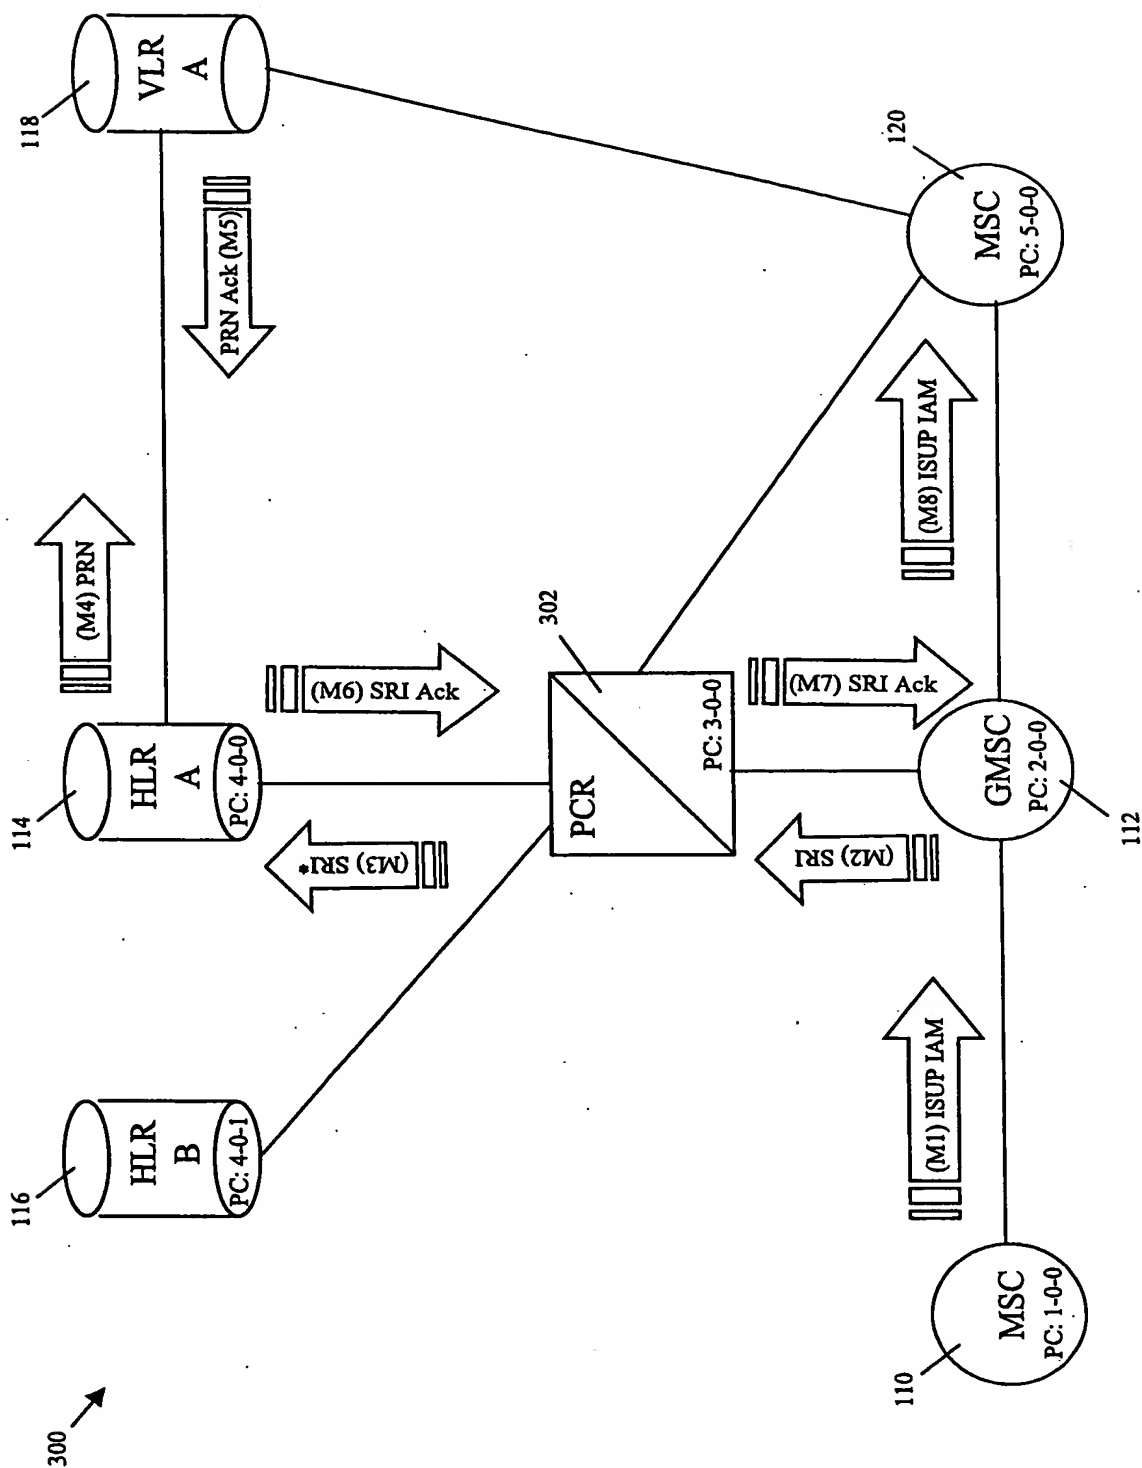 300
116
HLR
B
PC: 4-0-1
114
HLR
A
PC: 4-0-0
(M4) PRN
118
VLR
A
PRN Ack (M5)
(M3) SRI*
(M6) SRI Ack
302
PCR
PC: 3-0-0
(M2) SRI
(M7) SRI Ack
110
MSC
PC: 1-0-0
(M1) ISUP IAM
112
GMSC
PC: 2-0-0
(M8) ISUP IAM
120
MSC
PC: 5-0-0